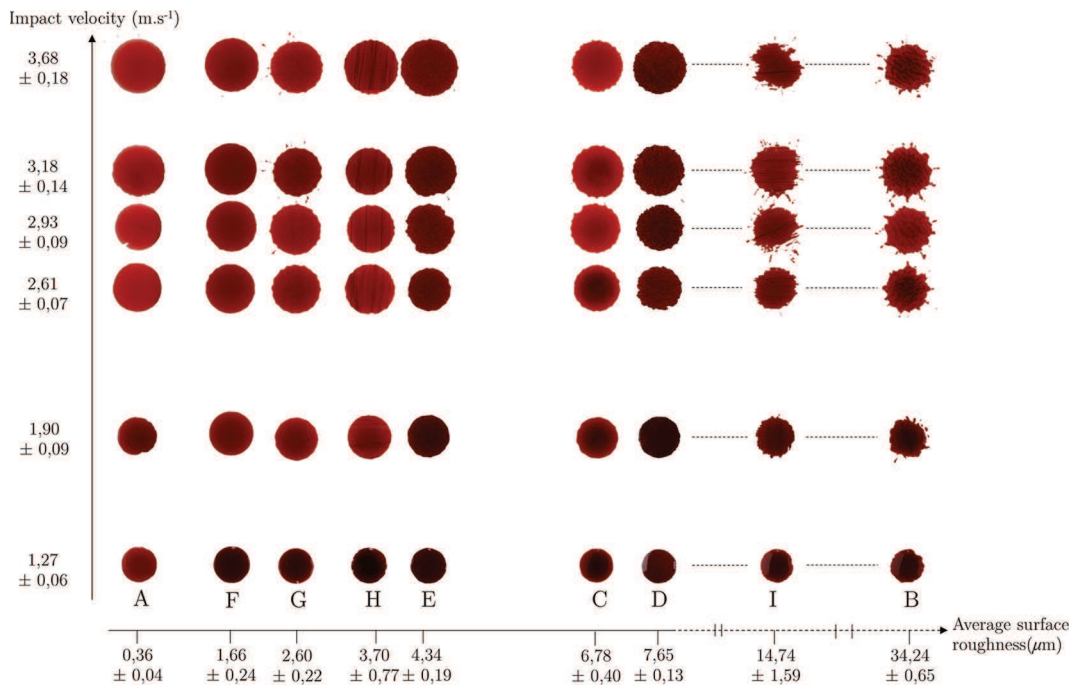 Impact velocity (m.s⁻¹)
3,68
± 0,18
3,18
± 0,14
2,93
± 0,09
2,61
± 0,07
1,90
± 0,09
1,27
± 0,06
A F G H E C D I B
Average surface
roughness(μm)
0,36 1,66 2,60 3,70 4,34 6,78 7,65 14,74 34,24
± 0,04 ± 0,24 ± 0,22 ± 0,77 ± 0,19 ± 0,40 ± 0,13 ± 1,59 ± 0,65